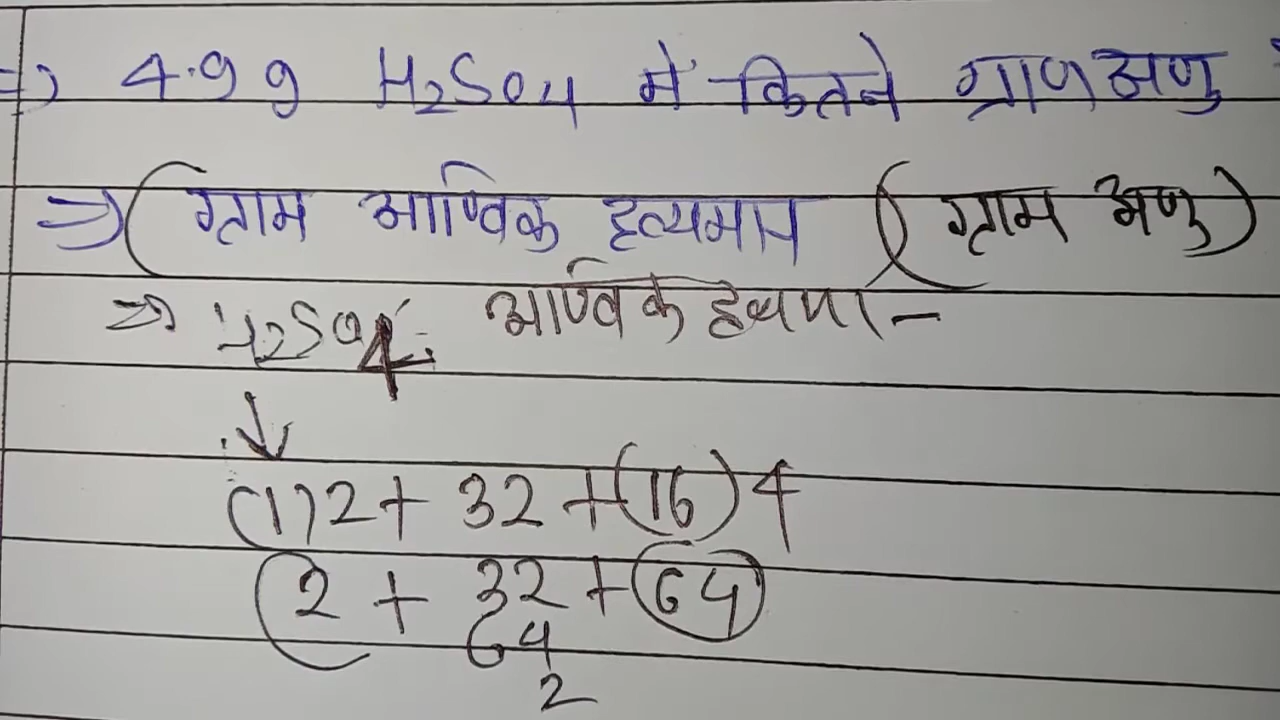 => 4.9 g H2SO4 में कितने ग्राम अणु
=> (ग्राम आण्विक द्रव्यमान (ग्राम अणु)
=> H2SO4: आण्विक द्रव्यमा -
↓
(1)2 + 32 + (16) 4
2 + 32 + 64
64
2